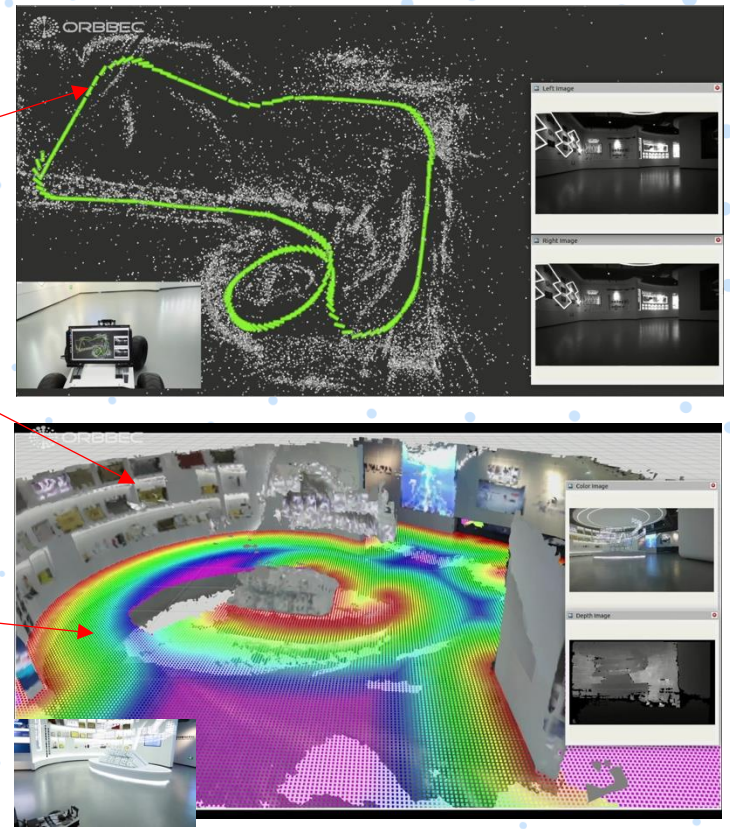 ORBBEC
Left Image
Right Image
ORBBEC
Color Image
Depth Image